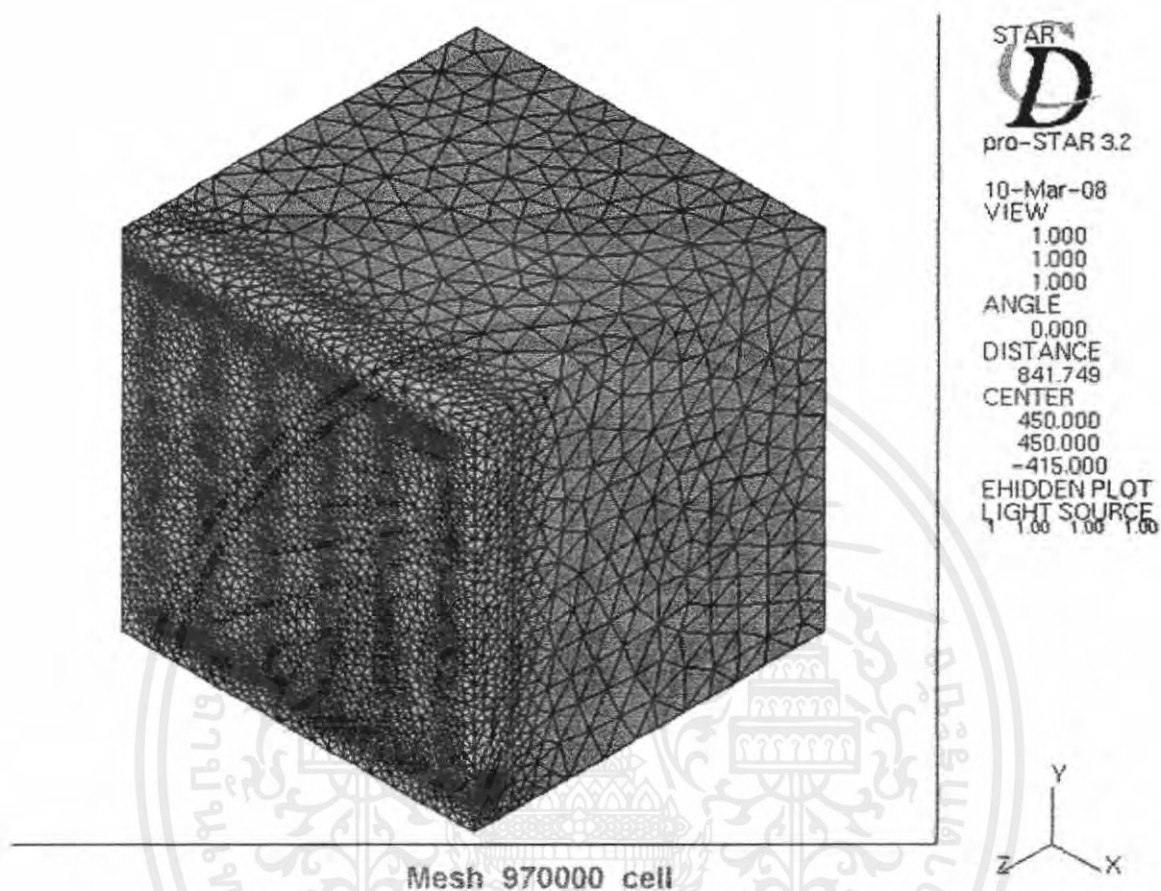 STAR
CD
pro-STAR 3.2
10-Mar-08
VIEW
1.000
1.000
1.000
ANGLE
0.000
DISTANCE
841.749
CENTER
450.000
450.000
-415.000
EHIDDEN PLOT
LIGHT SOURCE
1 1.00 1.00 1.00
Y
Z X
Mesh 970000 cell